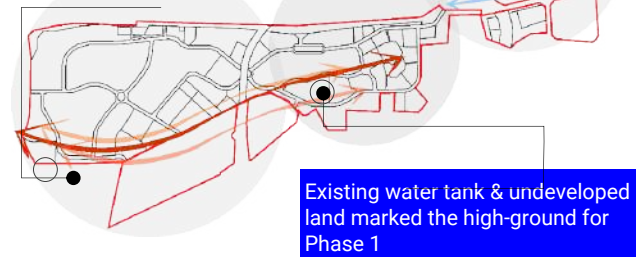 Existing water tank & undeveloped
land marked the high-ground for
Phase 1